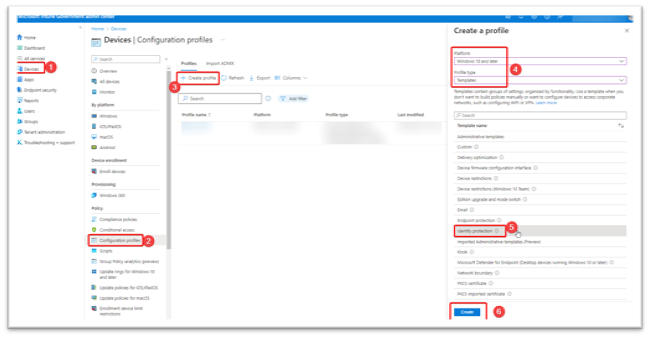 Microsoft Intune Government admin center
Home
Dashboard
All services
Devices
1
Apps
Endpoint security
Reports
Users
Groups
Tenant administration
Troubleshooting + support
Home > Devices
Devices | Configuration profiles
Search
Overview
All devices
Monitor
By platform
Windows
iOS/iPadOS
macOS
Android
Device enrollment
Enroll devices
Provisioning
Windows 365
Policy
Compliance policies
Conditional access
Configuration profiles
2
Scripts
Group Policy analytics (preview)
Update rings for Windows 10
and later
Update policies for iOS/iPadOS
Update policies for macOS
Enrollment device limit
restrictions
Profiles
Import ADMX
3
Create profile
Refresh
Export
Columns
Search
Add filter
Profile name
Platform
Profile type
Last modified
Create a profile
Platform
Windows 10 and later
4
Profile type
Templates
Templates contain groups of settings, organized by functionality. Use a template when you
don't want to build policies manually or want to configure devices to access corporate
networks, such as configuring WiFi or VPN. Learn more
Search
Template name
Administrative templates
Custom
Delivery optimization
Device firmware configuration interface
Device restrictions
Device restrictions (Windows 10 Team)
Edition upgrade and mode switch
Email
Endpoint protection
Identity protection
5
Imported Administrative templates (Preview)
Kiosk
Microsoft Defender for Endpoint (Desktop devices running Windows 10 or later)
Network boundary
PKCS certificate
PKCS imported certificate
Create
6